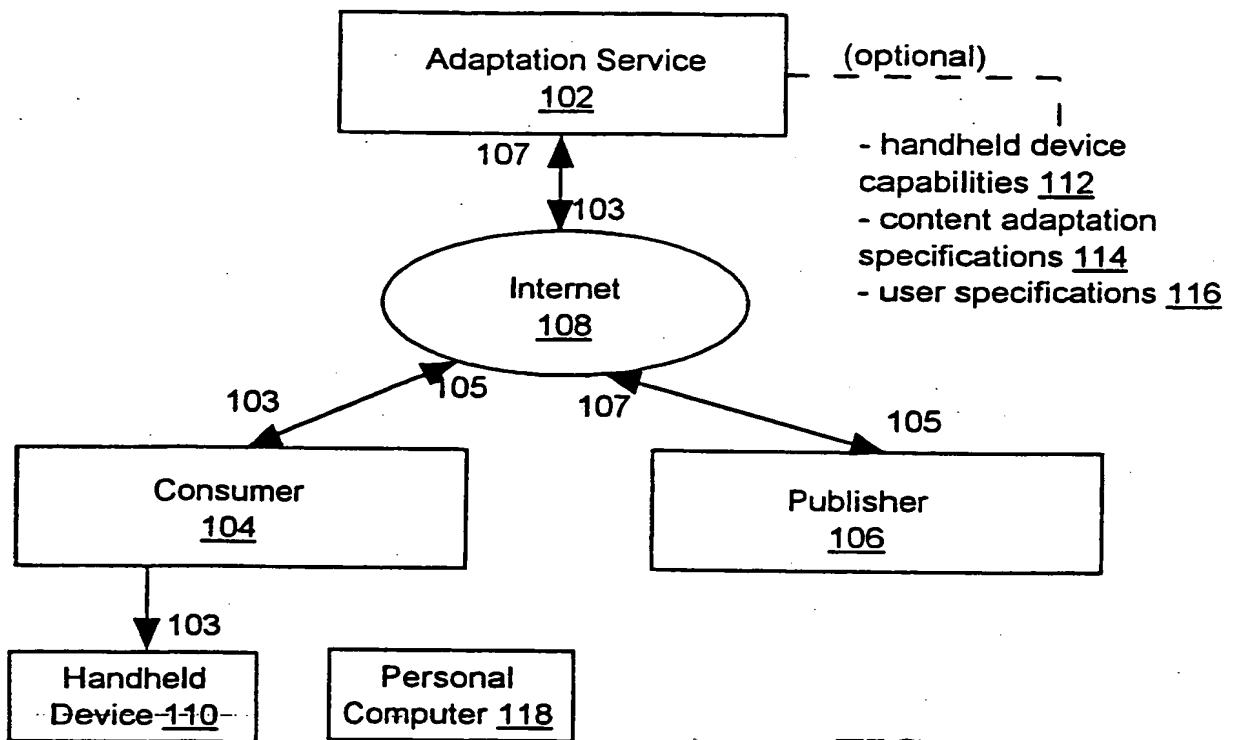 Adaptation Service
102
(optional)
- handheld device
capabilities 112
- content adaptation
specifications 114
- user specifications 116
107
103
Internet
108
103
105
107
105
Consumer
104
Publisher
106
103
Handheld
Device 110
Personal
Computer 118